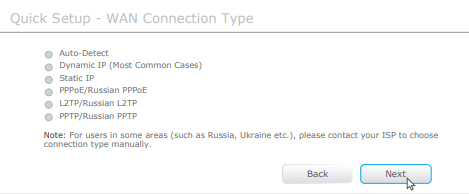 Quick Setup - WAN Connection Type
Auto-Detect
Dynamic IP (Most Common Cases)
Static IP
PPPoE/Russian PPPoE
L2TP/Russian L2TP
PPTP/Russian PPTP
Note: For users in some areas (such as Russia, Ukraine etc.), please contact your ISP to choose
connection type manually.
Back Next